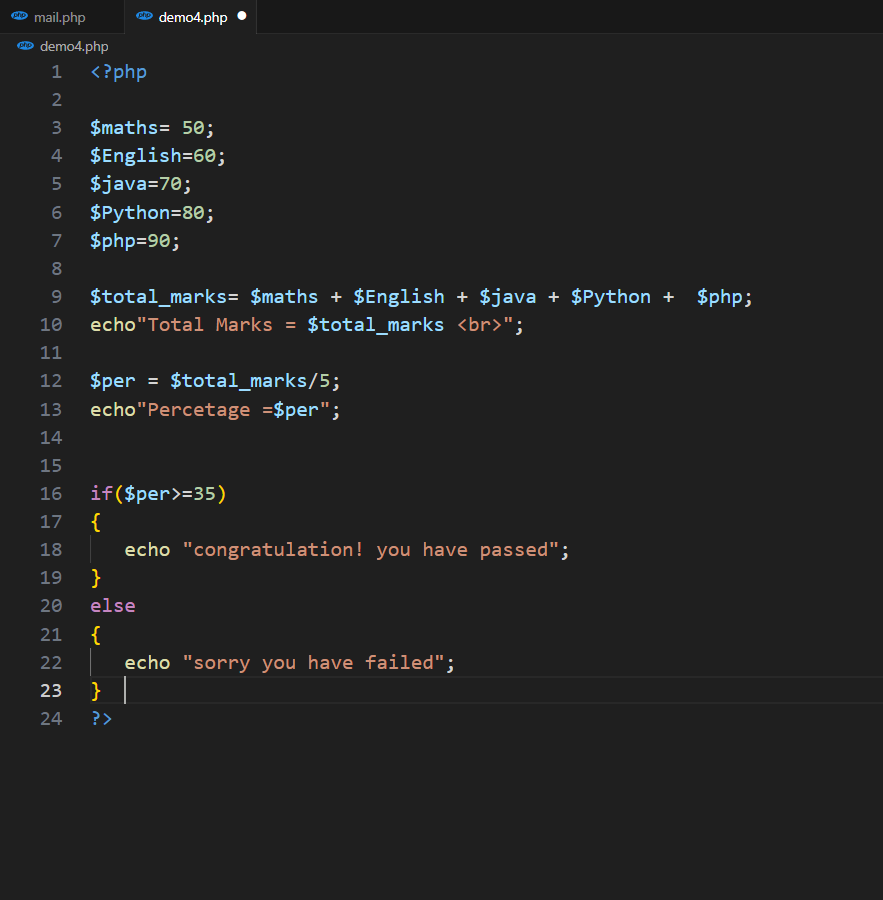 php mail.php
php demo4.php
php demo4.php
1 <?php
2
3 $maths= 50;
4 $English=60;
5 $java=70;
6 $Python=80;
7 $php=90;
8
9 $total_marks= $maths + $English + $java + $Python +  $php;
10 echo"Total Marks = $total_marks <br>";
11
12 $per = $total_marks/5;
13 echo"Percetage =$per";
14
15
16 if($per>=35)
17 {
18    echo "congratulation! you have passed";
19 }
20 else
21 {
22    echo "sorry you have failed";
23 }
24 ?>